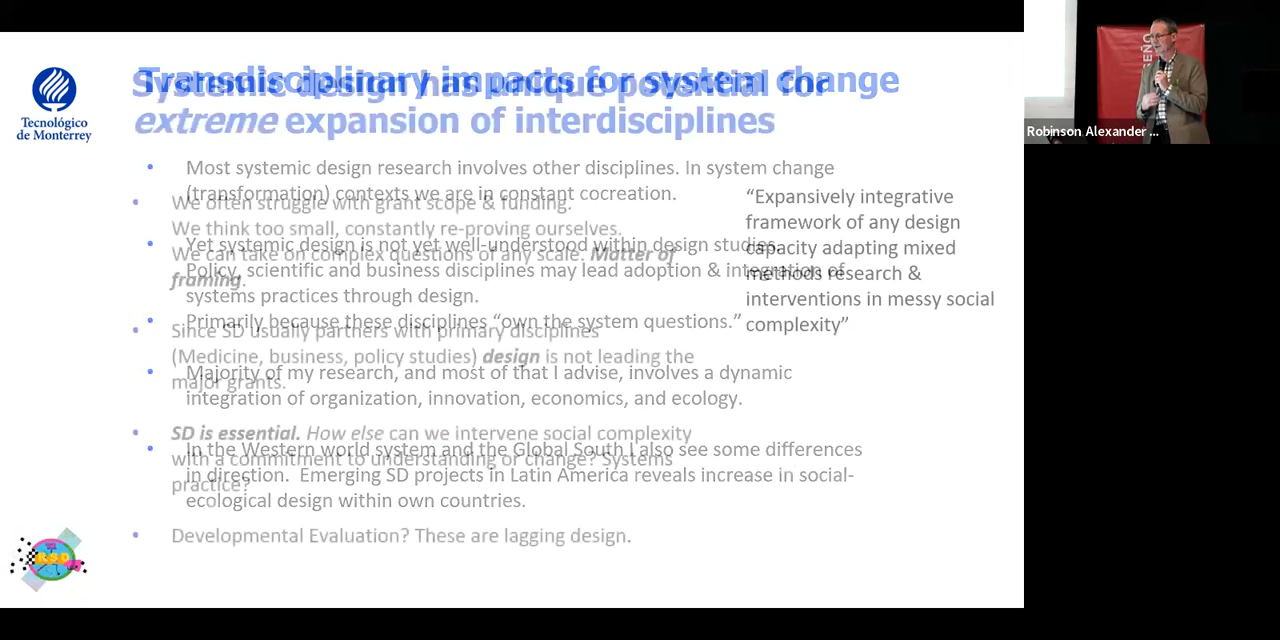 Tecnológico
de Monterrey
Transdisciplinary impacts for system change
Systemic design has unique potential for
extreme expansion of interdisciplines
• Most systemic design research involves other disciplines. In system change
(transformation) contexts we are in constant cocreation.
• Yet systemic design is not yet well-understood within design studies.
Policy, scientific and business disciplines may lead adoption & integration of
systems practices through design.
• Primarily because these disciplines “own the system questions.”
• Majority of my research, and most of that I advise, involves a dynamic
integration of organization, innovation, economics, and ecology.
• In the Western world system and the Global South I also see some differences
in direction. Emerging SD projects in Latin America reveals increase in social-
ecological design within own countries.
• We often struggle with grant scope & funding.
We think too small, constantly re-proving ourselves.
We can take on complex questions of any scale. Matter of
framing.
• Since SD usually partners with primary disciplines
(Medicine, business, policy studies) design is not leading the
major grants.
• SD is essential. How else can we intervene social complexity
with a commitment to understanding or change? Systems
practice?
• Developmental Evaluation? These are lagging design.
“Expansively integrative
framework of any design
capacity adapting mixed
methods research &
interventions in messy social
complexity”
RSD
Robinson Alexander ...